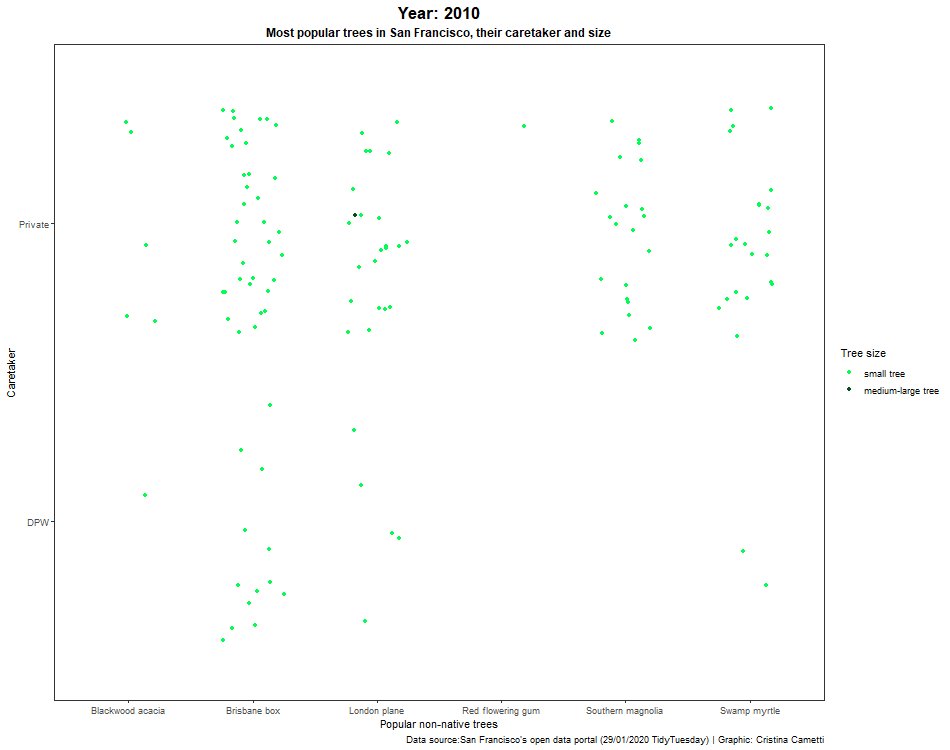 Year: 2010
Most popular trees in San Francisco, their caretaker and size
Private
DPW
Caretaker
Tree size
small tree
medium-large tree
Blackwood acacia
Brisbane box
London plane
Red flowering gum
Southern magnolia
Swamp myrtle
Popular non-native trees
Data source:San Francisco's open data portal (29/01/2020 TidyTuesday) | Graphic: Cristina Cametti